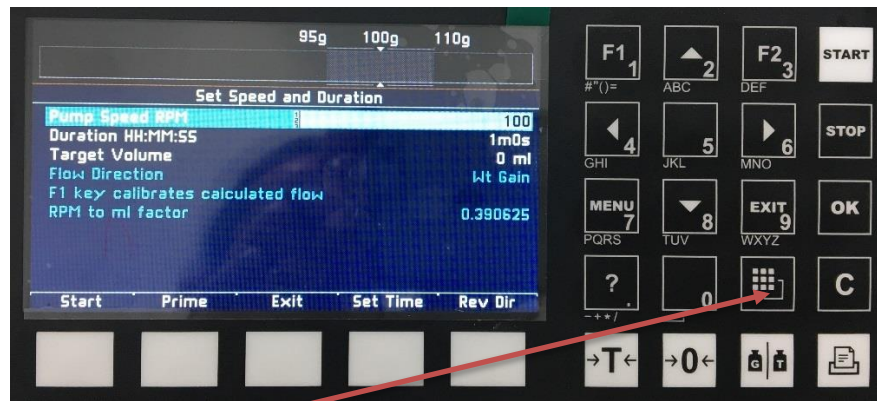 95g 100g 110g
Set Speed and Duration
Pump Speed RPM 100
Duration HH:MM:SS 1m0s
Target Volume 0 ml
Flow Direction Wt Gain
F1 key calibrates calculated flow
RPM to ml factor 0.390625
Start Prime Exit Set Time Rev Dir
F1 1 2 F2 3 START
#"()= ABC DEF
4 5 6 STOP
GHI JKL MNO
MENU 7 8 EXIT 9 OK
PQRS TUV WXYZ
? . 0 C
-+*/
→T← →0← G T